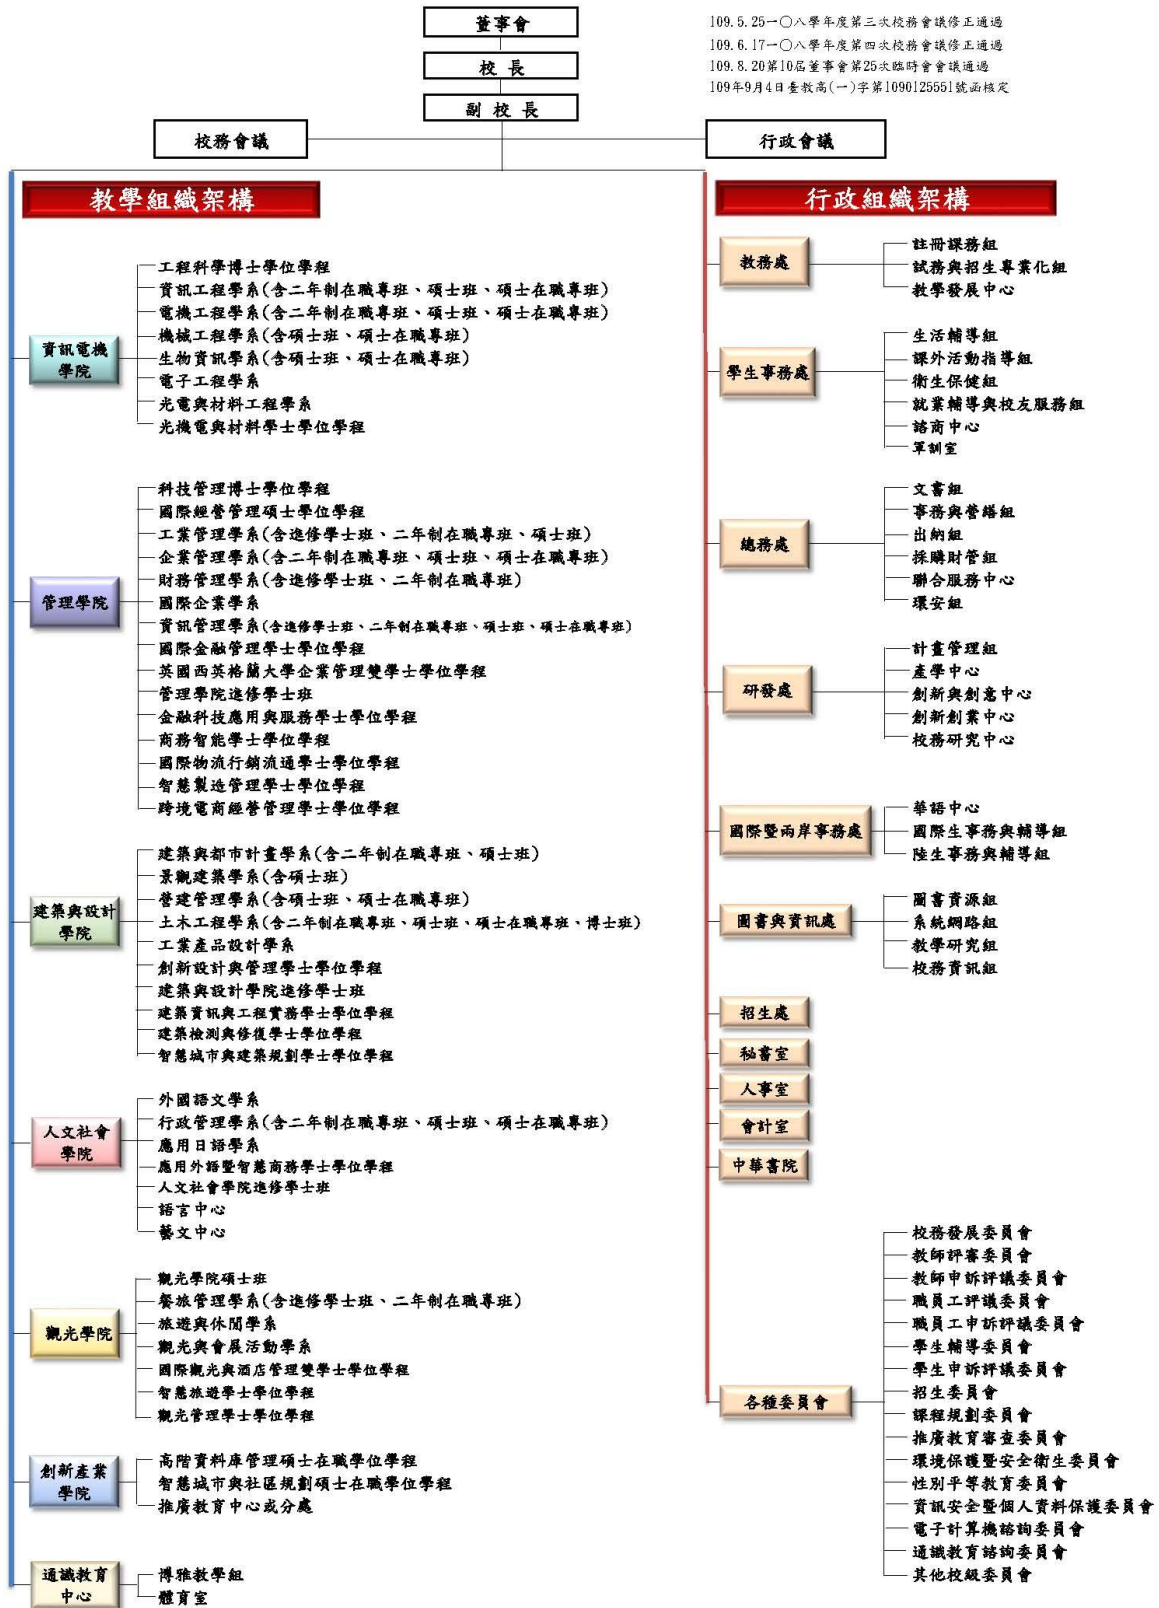 董事會
校 長
副 校 長
109.5.25一〇八學年度第三次校務會議修正通過
109.6.17一〇八學年度第四次校務會議修正通過
109.8.20第10屆董事會第25次臨時會會議通過
109年9月4日臺教高(一)字第1090125551號函核定
校務會議
行政會議
教學組織架構
資訊電機
學院
工程科學博士學位學程
資訊工程學系(含二年制在職專班、碩士班、碩士在職專班)
電機工程學系(含二年制在職專班、碩士班、碩士在職專班)
機械工程學系(含碩士班、碩士在職專班)
生物資訊學系(含碩士班、碩士在職專班)
電子工程學系
光電與材料工程學系
光機電與材料學士學位學程
管理學院
科技管理博士學位學程
國際經營管理碩士學位學程
工業管理學系(含進修學士班、二年制在職專班、碩士班)
企業管理學系(含二年制在職專班、碩士班、碩士在職專班)
財務管理學系(含進修學士班、二年制在職專班)
國際企業學系
資訊管理學系(含進修學士班、二年制在職專班、碩士班、碩士在職專班)
國際金融管理學士學位學程
英國西英格蘭大學企業管理雙學士學位學程
管理學院進修學士班
金融科技應用與服務學士學位學程
商務智能學士學位學程
國際物流行銷流通學士學位學程
智慧製造管理學士學位學程
跨境電商經營管理學士學位學程
建築與設計
學院
建築與都市計畫學系(含二年制在職專班、碩士班)
景觀建築學系(含碩士班)
營建管理學系(含碩士班、碩士在職專班)
土木工程學系(含二年制在職專班、碩士班、碩士在職專班、博士班)
工業產品設計學系
創新設計與管理學士學位學程
建築與設計學院進修學士班
建築資訊與工程實務學士學位學程
建築檢測與修復學士學位學程
智慧城市與建築規劃學士學位學程
人文社會
學院
外國語文學系
行政管理學系(含二年制在職專班、碩士班、碩士在職專班)
應用日語學系
應用外語暨智慧商務學士學位學程
人文社會學院進修學士班
語言中心
藝文中心
觀光學院
觀光學院碩士班
餐旅管理學系(含進修學士班、二年制在職專班)
旅遊與休閒學系
觀光與會展活動學系
國際觀光與酒店管理雙學士學位學程
智慧旅遊學士學位學程
觀光管理學士學位學程
創新產業
學院
高階資料庫管理碩士在職學位學程
智慧城市與社區規劃碩士在職學位學程
推廣教育中心或分處
通識教育
中心
博雅教學組
體育室
行政組織架構
教務處
註冊課務組
試務與招生專業化組
教學發展中心
學生事務處
生活輔導組
課外活動指導組
衛生保健組
就業輔導與校友服務組
諮商中心
軍訓室
總務處
文書組
事務與營繕組
出納組
採購財管組
聯合服務中心
環安組
研發處
計畫管理組
產學中心
創新與創意中心
創新創業中心
校務研究中心
國際暨兩岸事務處
華語中心
國際生事務與輔導組
陸生事務與輔導組
圖書與資訊處
圖書資源組
系統網路組
教學研究組
校務資訊組
招生處
秘書室
人事室
會計室
中華書院
各種委員會
校務發展委員會
教師評審委員會
教師申訴評議委員會
職員工評議委員會
職員工申訴評議委員會
學生輔導委員會
學生申訴評議委員會
招生委員會
課程規劃委員會
推廣教育審查委員會
環境保護暨安全衛生委員會
性別平等教育委員會
資訊安全暨個人資料保護委員會
電子計算機諮詢委員會
通識教育諮詢委員會
其他校級委員會